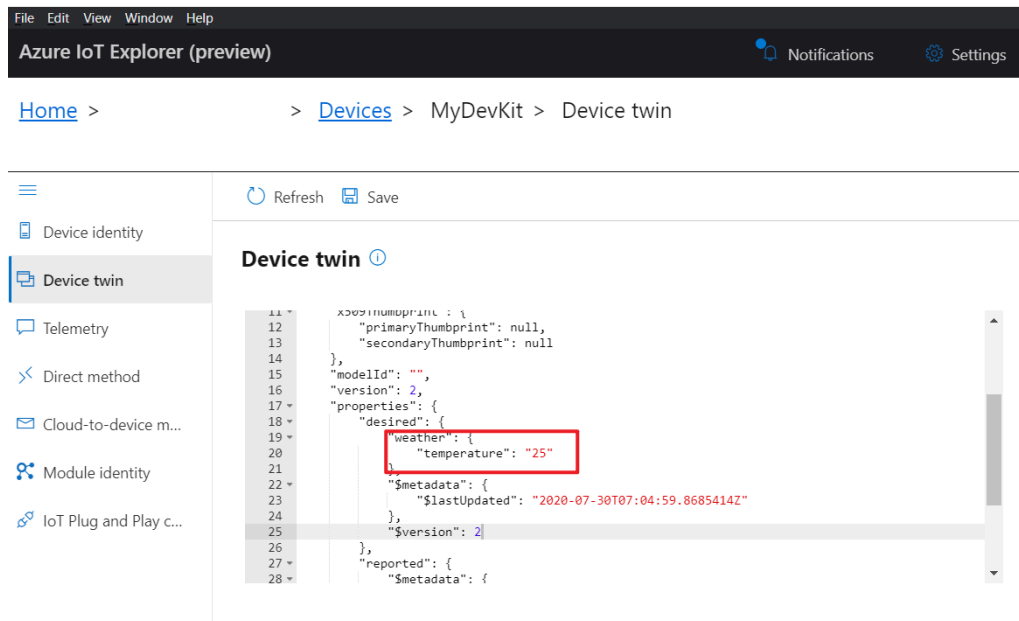 File Edit View Window Help
Azure IoT Explorer (preview)
Notifications
Settings
Home > > Devices > MyDevKit > Device twin
Refresh
Save
Device identity
Device twin
Telemetry
Direct method
Cloud-to-device m...
Module identity
IoT Plug and Play c...
Device twin
11 x509Thumbprint : {
12 "primaryThumbprint": null,
13 "secondaryThumbprint": null
14 },
15 "modelId": "",
16 "version": 2,
17 "properties": {
18 "desired": {
19 "weather": {
20 "temperature": "25"
21 },
22 "$metadata": {
23 "$lastUpdated": "2020-07-30T07:04:59.8685414Z"
24 },
25 "$version": 2
26 },
27 "reported": {
28 "$metadata": {